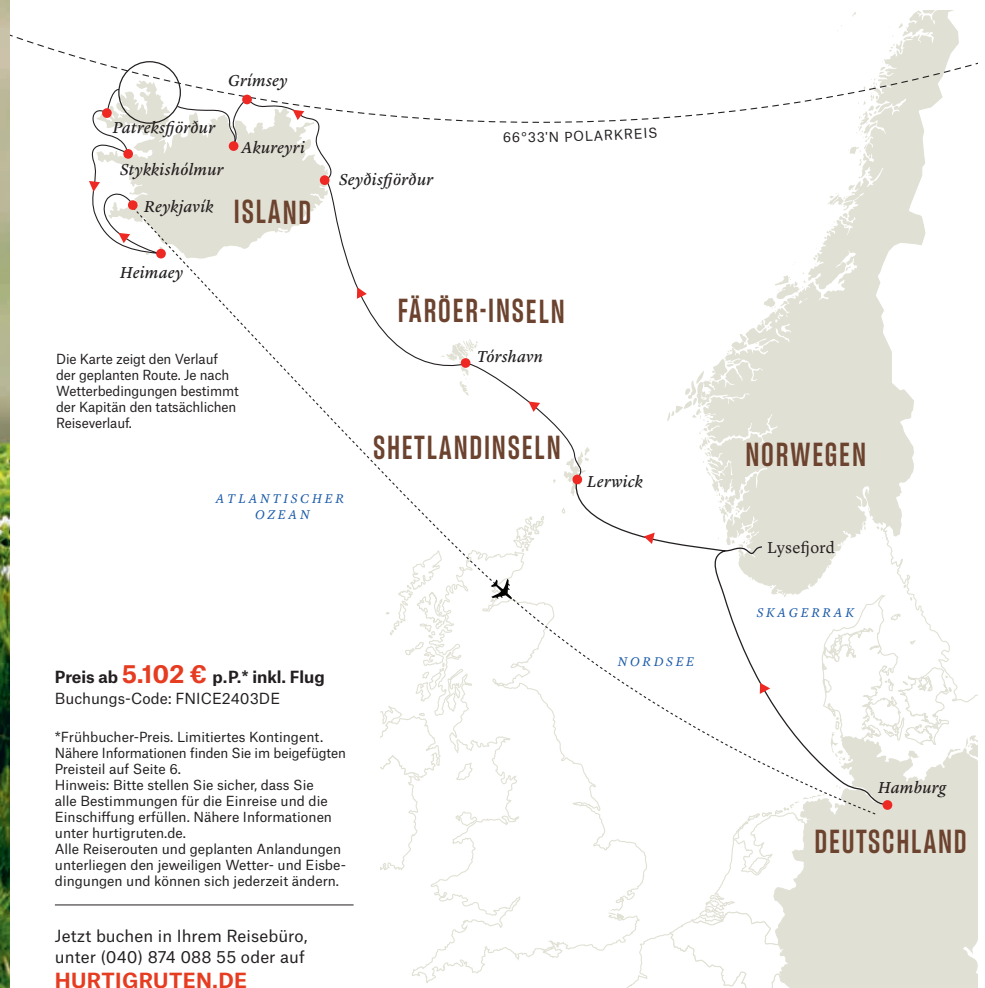 Grímsey
66°33'N POLARKREIS
Patreksfjörður
Akureyri
Stykkishólmur
Seyðisfjörður
Reykjavík
ISLAND
Heimaey
FÄRÖER-INSELN
Tórshavn
Die Karte zeigt den Verlauf
der geplanten Route. Je nach
Wetterbedingungen bestimmt
der Kapitän den tatsächlichen
Reiseverlauf.
SHETLANDINSELN
NORWEGEN
Lerwick
ATLANTISCHER
OZEAN
Lysefjord
SKAGERRAK
NORDSEE
Preis ab 5.102 € p.P.* inkl. Flug
Buchungs-Code: FNICE2403DE
*Frühbucher-Preis. Limitiertes Kontingent.
Nähere Informationen finden Sie im beigefügten
Preisteil auf Seite 6.
Hinweis: Bitte stellen Sie sicher, dass Sie
alle Bestimmungen für die Einreise und die
Einschiffung erfüllen. Nähere Informationen
unter hurtigruten.de.
Alle Reiserouten und geplanten Anlandungen
unterliegen den jeweiligen Wetter- und Eisbe-
dingungen und können sich jederzeit ändern.
Hamburg
DEUTSCHLAND
Jetzt buchen in Ihrem Reisebüro,
unter (040) 874 088 55 oder auf
HURTIGRUTEN.DE